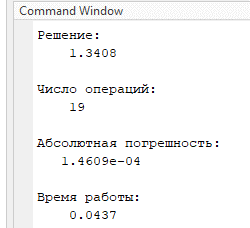 Command Window
Решение:
1.3408
Число операций:
19
Абсолютная погрешность:
1.4609e-04
Время работы:
0.0437